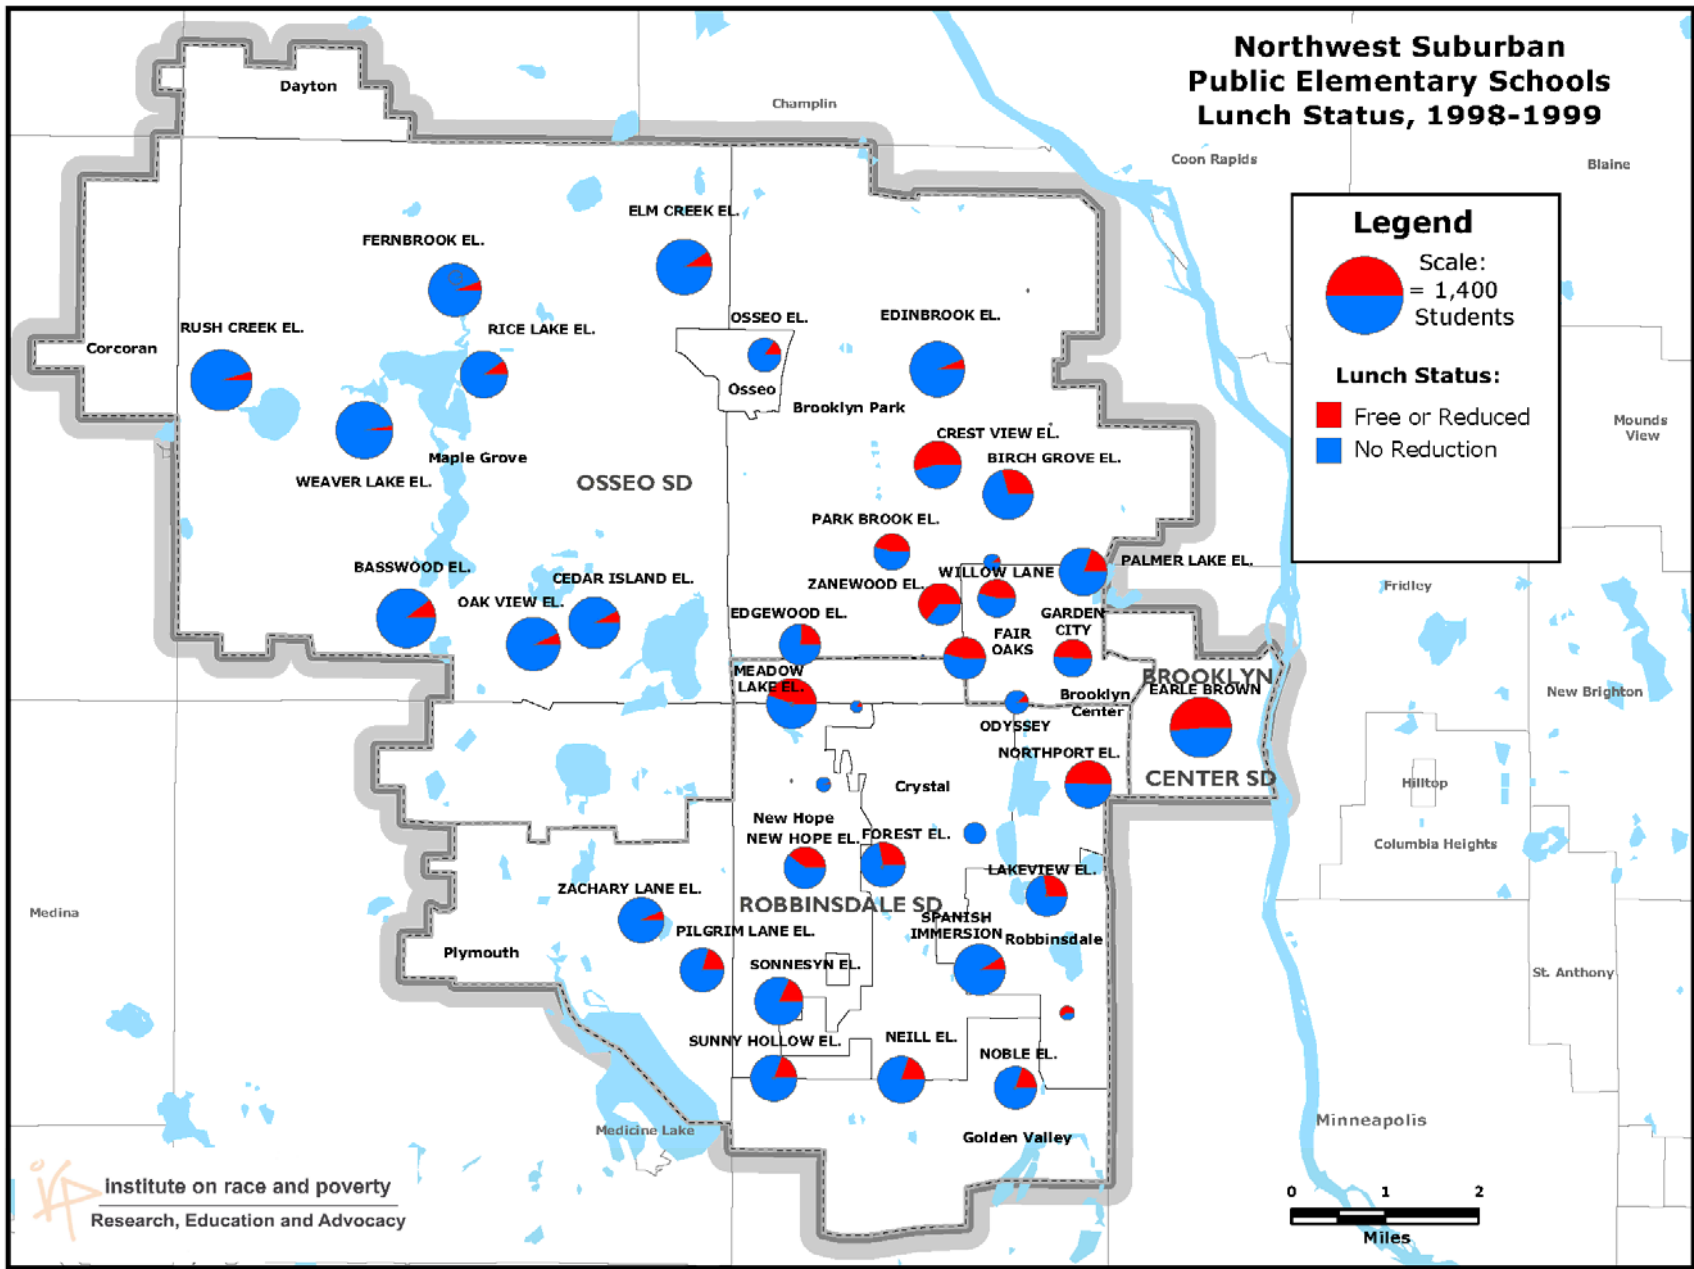 Northwest Suburban
Public Elementary Schools
Lunch Status, 1998-1999
Dayton
Champlin
Coon Rapids
Blaine
Legend
Scale:
= 1,400
Students
Lunch Status:
Free or Reduced
No Reduction
ELM CREEK EL.
FERNBROOK EL.
RUSH CREEK EL.
RICE LAKE EL.
OSSEO EL.
EDINBROOK EL.
Corcoran
Osseo
Brooklyn Park
Mounds
View
CREST VIEW EL.
BIRCH GROVE EL.
Maple Grove
WEAVER LAKE EL.
OSSEO SD
PARK BROOK EL.
PALMER LAKE EL.
BASSWOOD EL.
CEDAR ISLAND EL.
WILLOW LANE
ZANEWOOD EL.
Fridley
OAK VIEW EL.
EDGEWOOD EL.
GARDEN
CITY
FAIR
OAKS
MEADOW
LAKE EL.
BROOKLYN
EARLE BROWN
Brooklyn
Center
New Brighton
ODYSSEY
NORTHPORT EL.
CENTER SD
Crystal
Hilltop
New Hope
NEW HOPE EL.
FOREST EL.
Columbia Heights
LAKEVIEW EL.
ZACHARY LANE EL.
ROBBINSDALE SD
Medina
SPANISH
IMMERSION
Robbinsdale
PILGRIM LANE EL.
Plymouth
SONNESYN EL.
St. Anthony
SUNNY HOLLOW EL.
NEILL EL.
NOBLE EL.
Medicine Lake
Golden Valley
Minneapolis
irp
institute on race and poverty
Research, Education and Advocacy
0 1 2
Miles